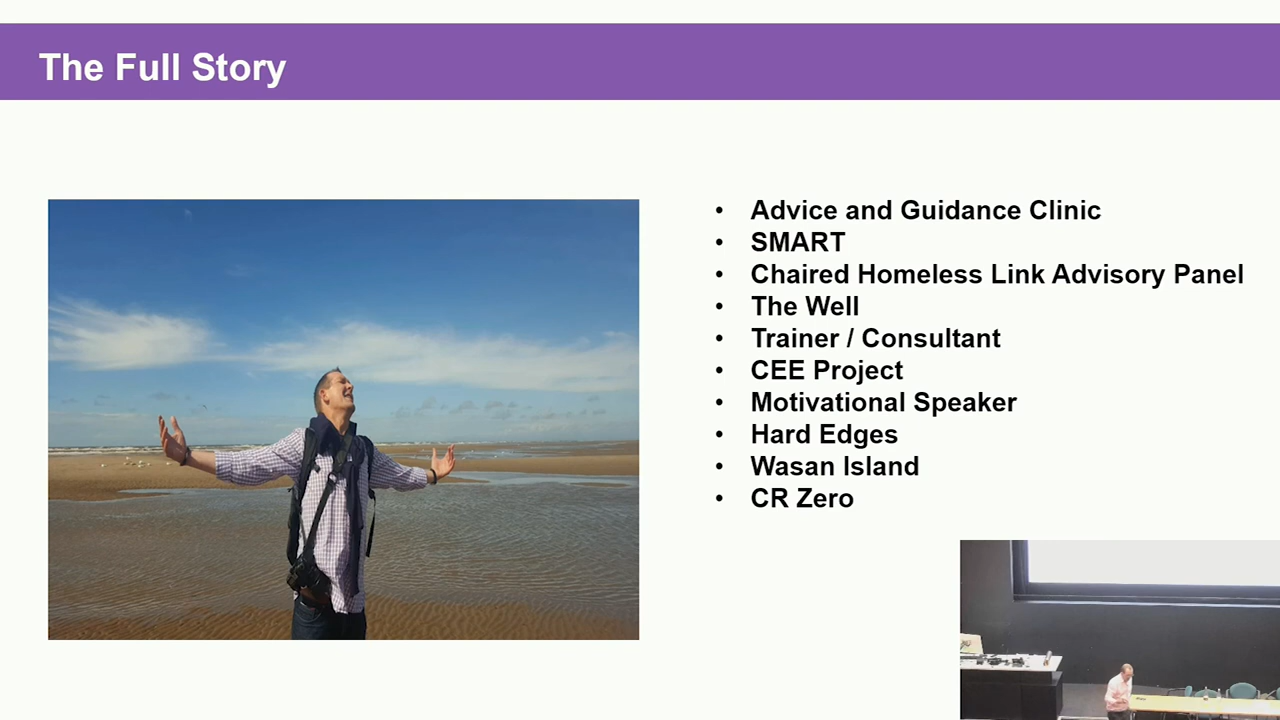 The Full Story
• Advice and Guidance Clinic
• SMART
• Chaired Homeless Link Advisory Panel
• The Well
• Trainer / Consultant
• CEE Project
• Motivational Speaker
• Hard Edges
• Wasan Island
• CR Zero